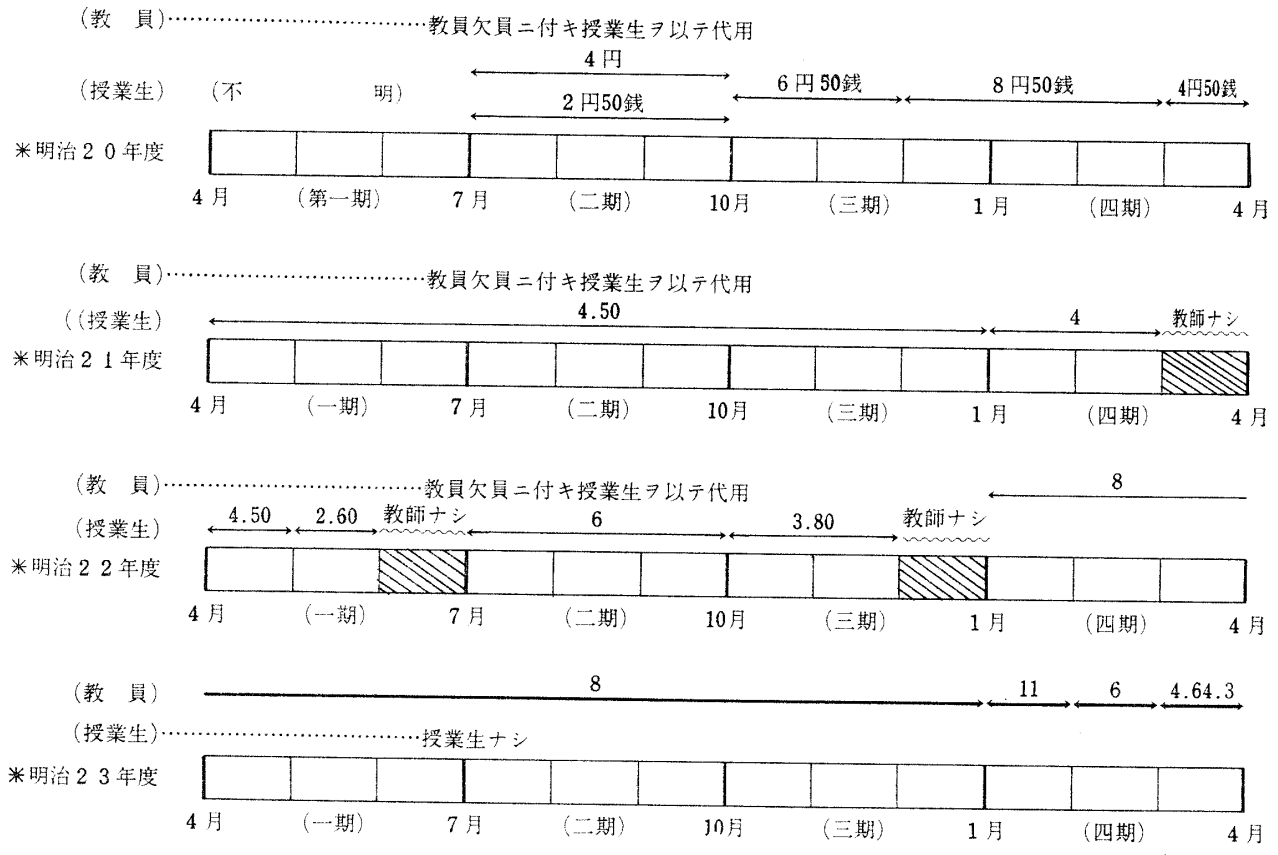 (教　員)……………………教員欠員ニ付キ授業生ヲ以テ代用
4円
(授業生)　(不　　　明)　2円50銭　6円50銭　8円50銭　4円50銭
＊明治２０年度
4月　(第一期)　7月　(二期)　10月　(三期)　1月　(四期)　4月
(教　員)……………………教員欠員ニ付キ授業生ヲ以テ代用
((授業生)　4.50　4　教師ナシ
＊明治２１年度
4月　(一期)　7月　(二期)　10月　(三期)　1月　(四期)　4月
(教　員)……………………教員欠員ニ付キ授業生ヲ以テ代用　8
(授業生)　4.50　2.60　教師ナシ　6　3.80　教師ナシ
＊明治２２年度
4月　(一期)　7月　(二期)　10月　(三期)　1月　(四期)　4月
(教　員)　8　11　6　4.64.3
(授業生)……………………授業生ナシ
＊明治２３年度
4月　(一期)　7月　(二期)　10月　(三期)　1月　(四期)　4月